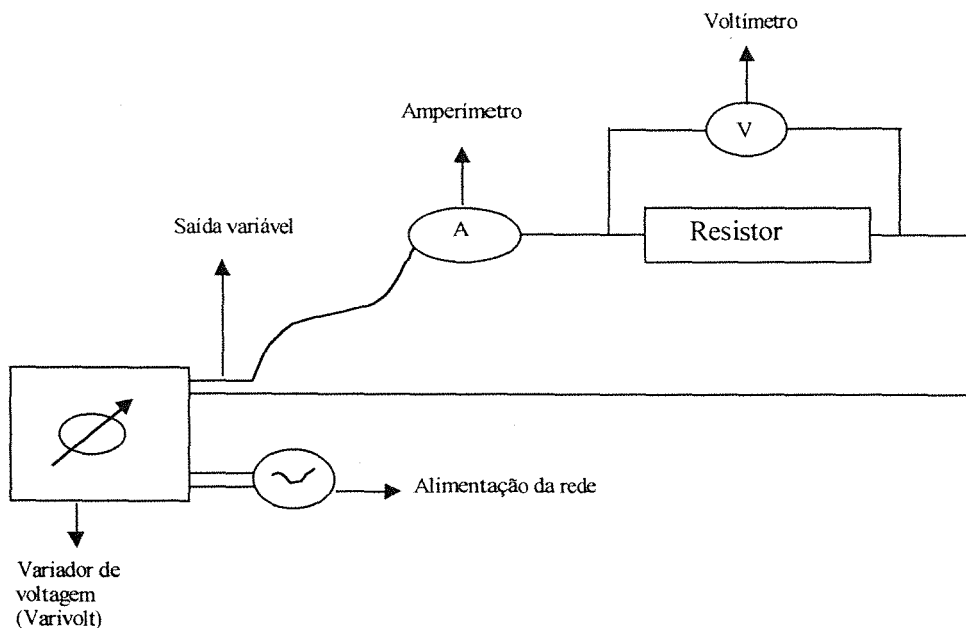 Voltímetro
V
Amperímetro
A
Saída variável
Resistor
Alimentação da rede
Variador de
voltagem
(Varivolt)